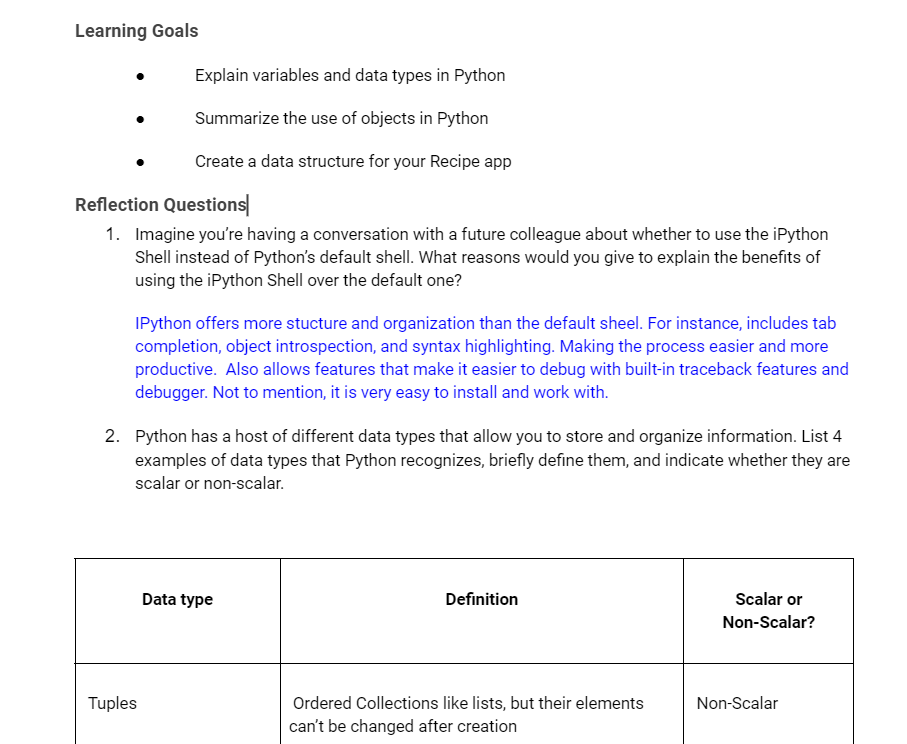 Learning Goals
● Explain variables and data types in Python
● Summarize the use of objects in Python
● Create a data structure for your Recipe app
Reflection Questions
1. Imagine you’re having a conversation with a future colleague about whether to use the iPython
Shell instead of Python’s default shell. What reasons would you give to explain the benefits of
using the iPython Shell over the default one?
IPython offers more stucture and organization than the default sheel. For instance, includes tab
completion, object introspection, and syntax highlighting. Making the process easier and more
productive.  Also allows features that make it easier to debug with built-in traceback features and
debugger. Not to mention, it is very easy to install and work with.
2. Python has a host of different data types that allow you to store and organize information. List 4
examples of data types that Python recognizes, briefly define them, and indicate whether they are
scalar or non-scalar.
Data type
Definition
Scalar or
Non-Scalar?
Tuples
Ordered Collections like lists, but their elements
can’t be changed after creation
Non-Scalar